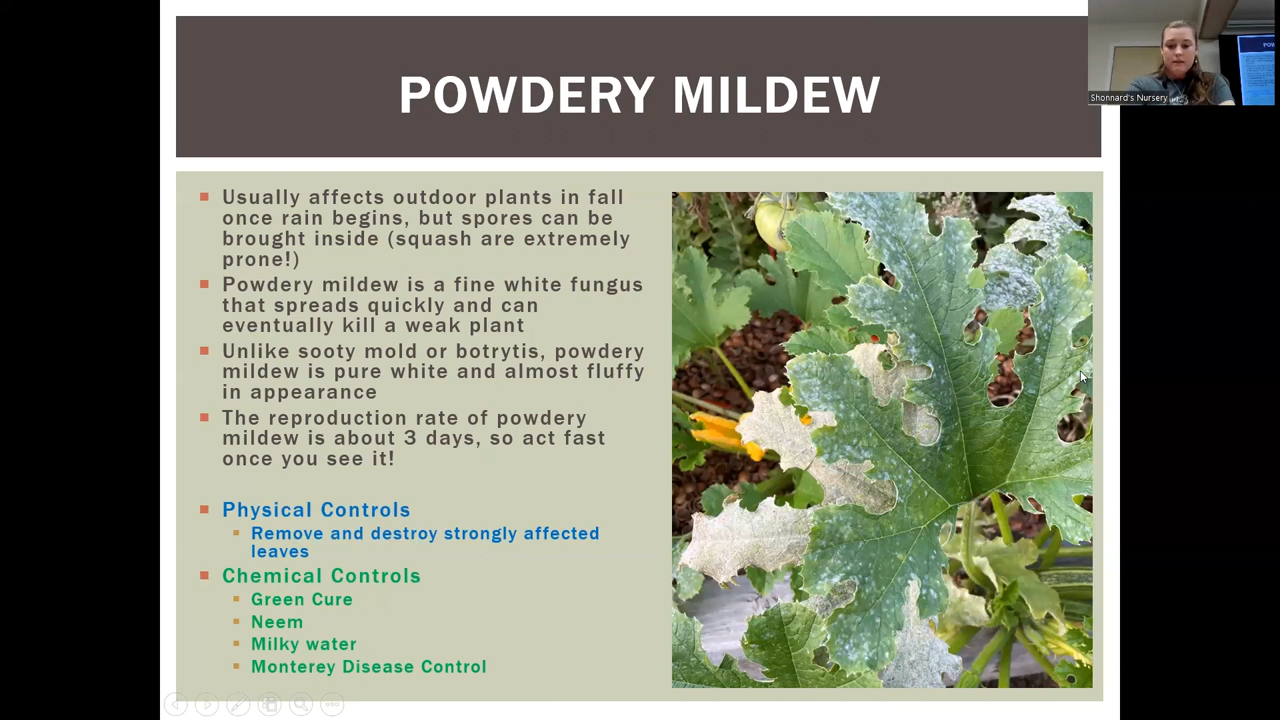 POWDERY MILDEW
Shonnard's Nursery
Usually affects outdoor plants in fall
once rain begins, but spores can be
brought inside (squash are extremely
prone!)
Powdery mildew is a fine white fungus
that spreads quickly and can
eventually kill a weak plant
Unlike sooty mold or botrytis, powdery
mildew is pure white and almost fluffy
in appearance
The reproduction rate of powdery
mildew is about 3 days, so act fast
once you see it!
Physical Controls
Remove and destroy strongly affected
leaves
Chemical Controls
Green Cure
Neem
Milky water
Monterey Disease Control